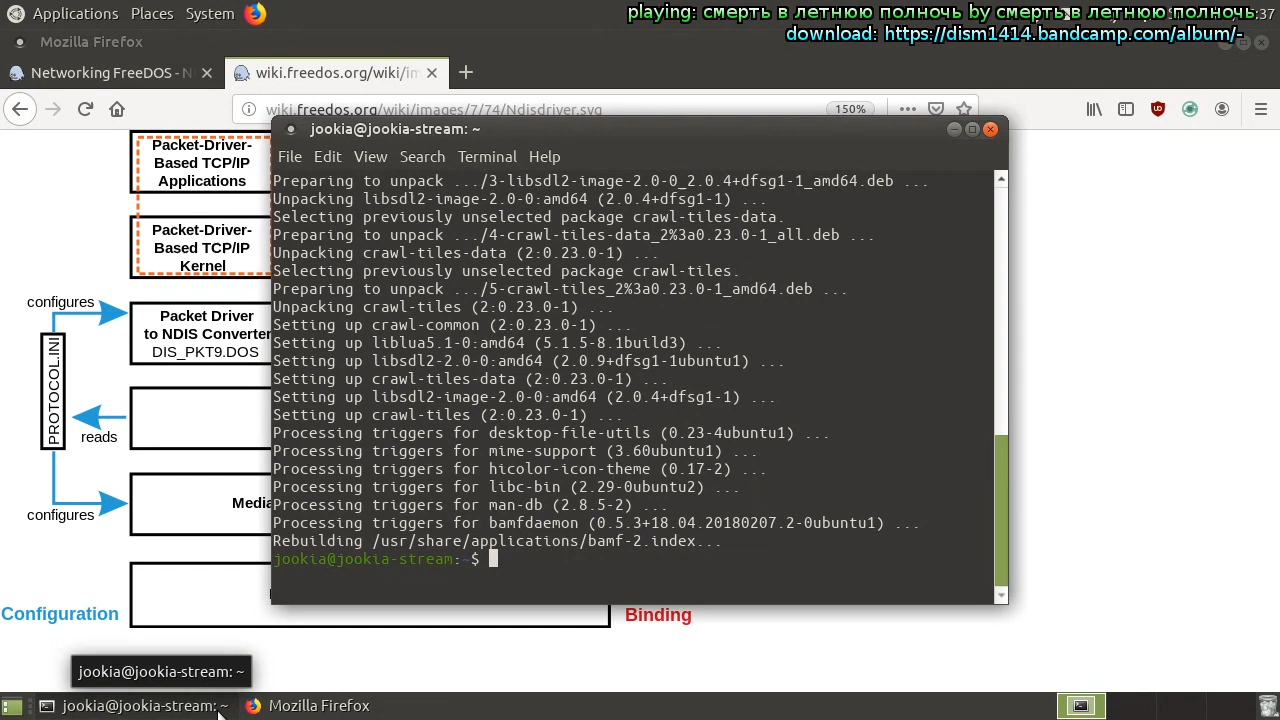 Applications Places System
playing: смерть в летнюю полночь by смерть в летнюю полночь
:37
download: https://dism1414.bandcamp.com/album/-
Mozilla Firefox
Networking FreeDOS - N
wiki.freedos.org/wiki/im
wiki.freedos.org/wiki/images/7/74/Ndisdriver.svg
150%
jookia@jookia-stream: ~
File Edit View Search Terminal Help
Preparing to unpack .../3-libsdl2-image-2.0-0_2.0.4+dfsg1-1_amd64.deb ...
Unpacking libsdl2-image-2.0-0:amd64 (2.0.4+dfsg1-1) ...
Selecting previously unselected package crawl-tiles-data.
Preparing to unpack .../4-crawl-tiles-data_2%3a0.23.0-1_all.deb ...
Unpacking crawl-tiles-data (2:0.23.0-1) ...
Selecting previously unselected package crawl-tiles.
Preparing to unpack .../5-crawl-tiles_2%3a0.23.0-1_amd64.deb ...
Unpacking crawl-tiles (2:0.23.0-1) ...
Setting up crawl-common (2:0.23.0-1) ...
Setting up liblua5.1-0:amd64 (5.1.5-8.1build3) ...
Setting up libsdl2-2.0-0:amd64 (2.0.9+dfsg1-1ubuntu1) ...
Setting up crawl-tiles-data (2:0.23.0-1) ...
Setting up libsdl2-image-2.0-0:amd64 (2.0.4+dfsg1-1) ...
Setting up crawl-tiles (2:0.23.0-1) ...
Processing triggers for desktop-file-utils (0.23-4ubuntu1) ...
Processing triggers for mime-support (3.60ubuntu1) ...
Processing triggers for hicolor-icon-theme (0.17-2) ...
Processing triggers for libc-bin (2.29-0ubuntu2) ...
Processing triggers for man-db (2.8.5-2) ...
Processing triggers for bamfdaemon (0.5.3+18.04.20180207.2-0ubuntu1) ...
Rebuilding /usr/share/applications/bamf-2.index...
jookia@jookia-stream:~$
Packet-Driver-
Based TCP/IP
Applications
Packet-Driver-
Based TCP/IP
Kernel
configures
Packet Driver
to NDIS Converter
DIS_PKT9.DOS
PROTOCOL.INI
reads
Media
configures
Configuration
Binding
jookia@jookia-stream: ~
jookia@jookia-stream: ~
Mozilla Firefox